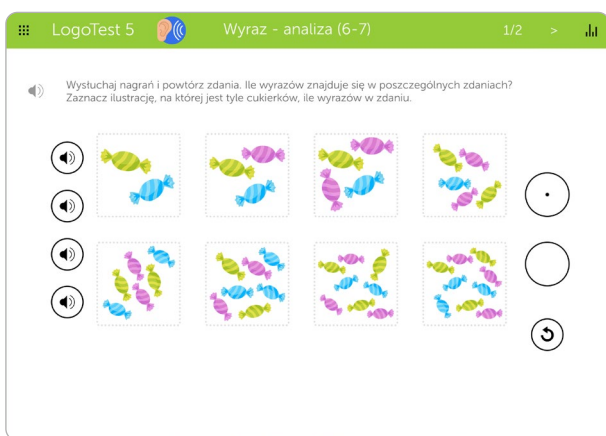 LogoTest 5 Wyraz - analiza (6-7) 1/2 >
Wysłuchaj nagrań i powtórz zdania. Ile wyrazów znajduje się w poszczególnych zdaniach?
Zaznacz ilustrację, na której jest tyle cukierków, ile wyrazów w zdaniu.